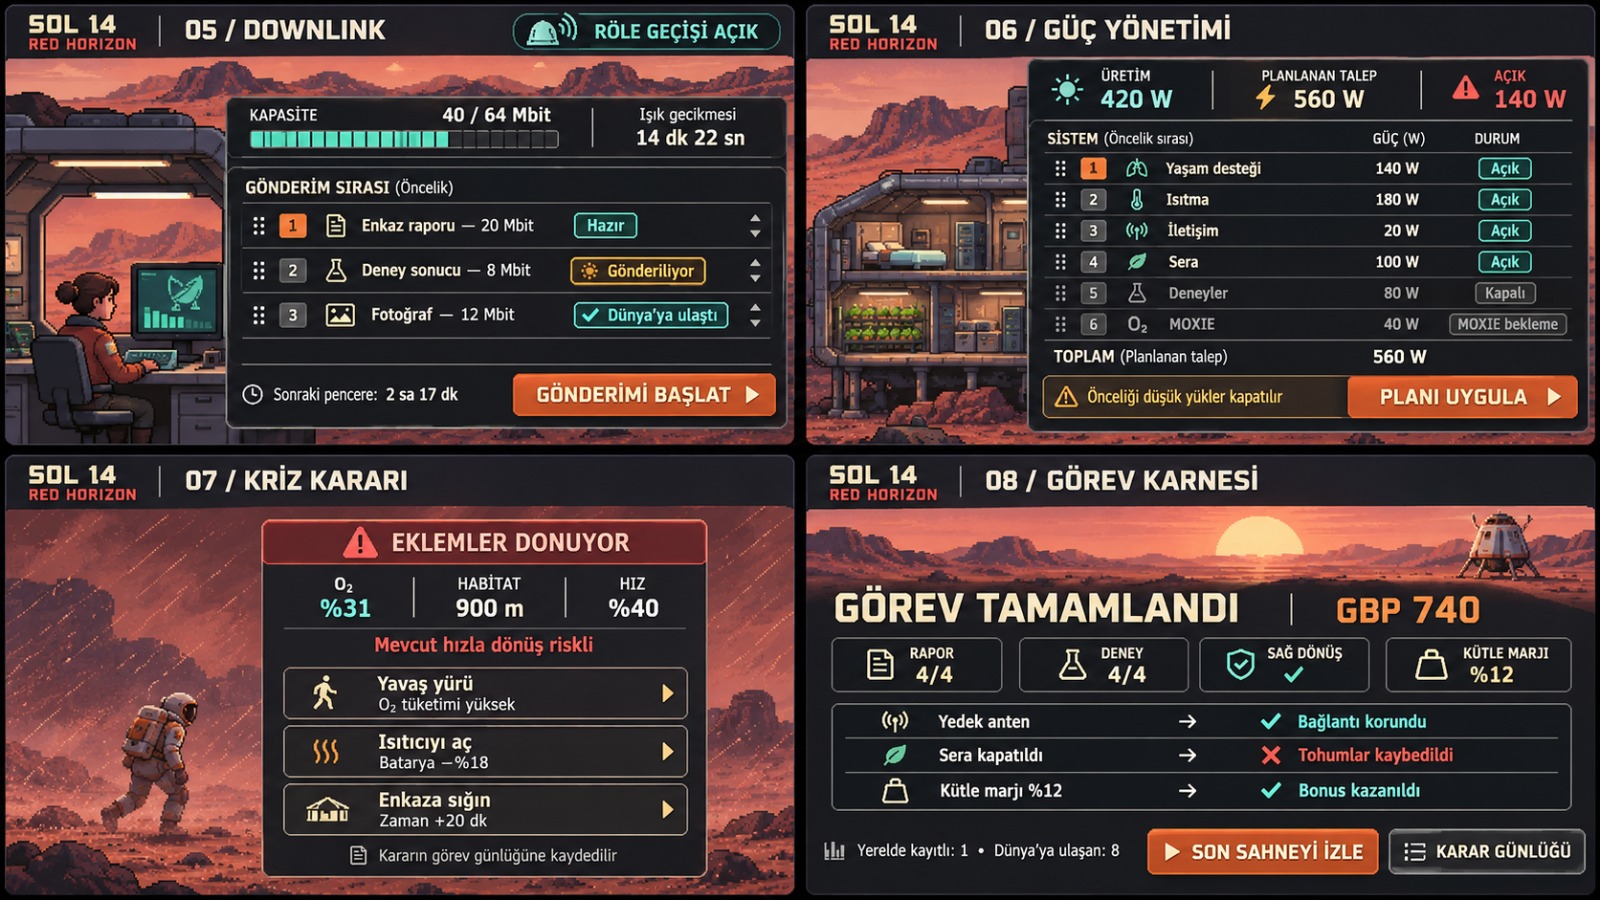 SOL 14
RED HORIZON
05 / DOWNLINK
RÖLE GEÇİŞİ AÇIK
KAPASİTE
40 / 64 Mbit
Işık gecikmesi
14 dk 22 sn
GÖNDERİM SIRASI (Öncelik)
1 Enkaz raporu — 20 Mbit Hazır
2 Deney sonucu — 8 Mbit Gönderiliyor
3 Fotoğraf — 12 Mbit Dünya'ya ulaştı
Sonraki pencere: 2 sa 17 dk
GÖNDERİMİ BAŞLAT
SOL 14
RED HORIZON
06 / GÜÇ YÖNETİMİ
ÜRETİM
420 W
PLANLANAN TALEP
560 W
AÇIK
140 W
SİSTEM (Öncelik sırası) GÜÇ (W) DURUM
1 Yaşam desteği 140 W Açık
2 Isıtma 180 W Açık
3 İletişim 20 W Açık
4 Sera 100 W Açık
5 Deneyler 80 W Kapalı
6 O₂ MOXIE 40 W MOXIE bekleme
TOPLAM (Planlanan talep) 560 W
Önceliği düşük yükler kapatılır
PLANI UYGULA
SOL 14
RED HORIZON
07 / KRİZ KARARI
EKLEMLER DONUYOR
O₂
%31
HABİTAT
900 m
HIZ
%40
Mevcut hızla dönüş riskli
Yavaş yürü
O₂ tüketimi yüksek
Isıtıcıyı aç
Batarya −%18
Enkaza sığın
Zaman +20 dk
Kararın görev günlüğüne kaydedilir
SOL 14
RED HORIZON
08 / GÖREV KARNESİ
GÖREV TAMAMLANDI
GBP 740
RAPOR
4/4
DENEY
4/4
SAĞ DÖNÜŞ
KÜTLE MARJI
%12
Yedek anten → Bağlantı korundu
Sera kapatıldı → Tohumlar kaybedildi
Kütle marjı %12 → Bonus kazanıldı
Yerelde kayıtlı: 1 • Dünya'ya ulaşan: 8
SON SAHNEYİ İZLE
KARAR GÜNLÜĞÜ